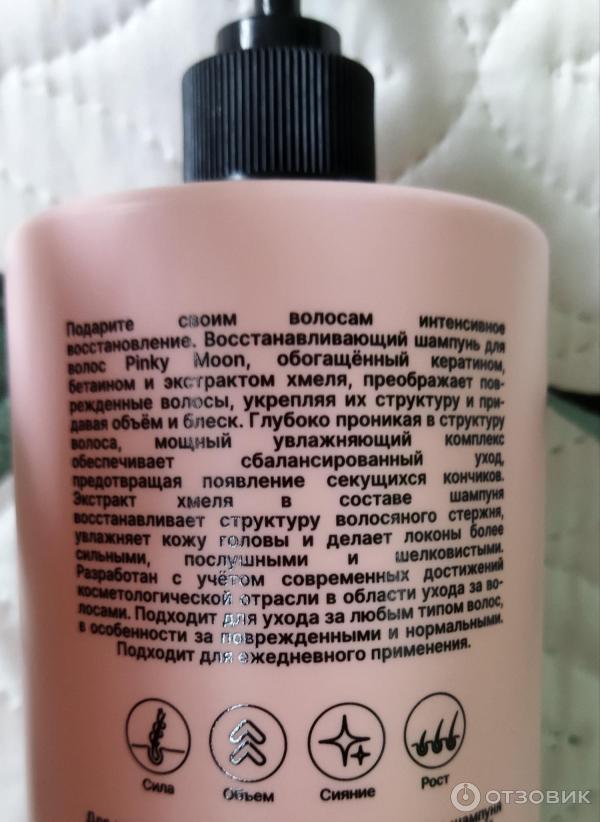 Подарите своим волосам интенсивное
восстановление. Восстанавливающий шампунь для
волос Pinky Moon, обогащённый кератином,
бетаином и экстрактом хмеля, преображает пов-
режденные волосы, укрепляя их структуру и при-
давая объём и блеск. Глубоко проникая в структуру
волоса, мощный увлажняющий комплекс
обеспечивает сбалансированный уход,
предотвращая появление секущихся кончиков.
Экстракт хмеля в составе шампуня
восстанавливает структуру волосяного стержня,
увлажняет кожу головы и делает локоны более
сильными, послушными и шелковистыми.
Разработан с учётом современных достижений
косметологической отрасли в области ухода за во-
лосами. Подходит для ухода за любым типом волос,
в особенности за поврежденными и нормальными.
Подходит для ежедневного применения.
Сила Объем Сияние Рост
шампуня
ОТЗОВИК